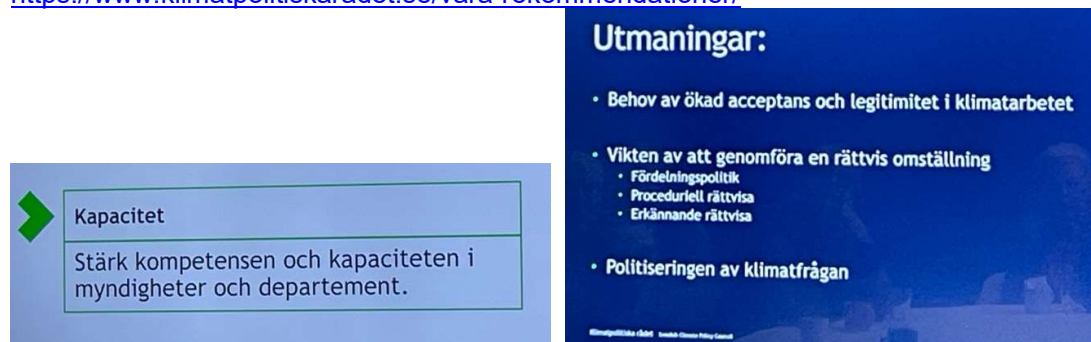 https://www.klimatpolitiskaradet.se/vara-rekommendationer/
Kapacitet
Stärk kompetensen och kapaciteten i
myndigheter och departement.
Utmaningar:
• Behov av ökad acceptans och legitimitet i klimatarbetet
• Vikten av att genomföra en rättvis omställning
• Fördelningspolitik
• Proceduriell rättvisa
• Erkännande rättvisa
• Politiseringen av klimatfrågan
Klimatpolitiska rådet Swedish Climate Policy Council